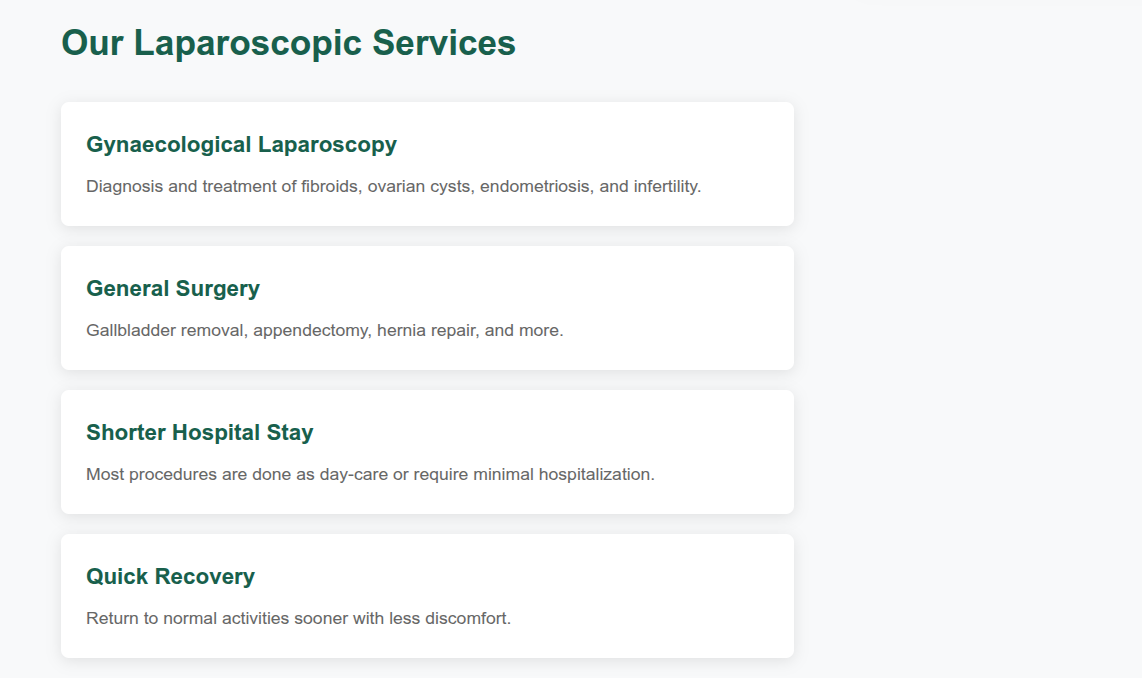 Our Laparoscopic Services
Gynaecological Laparoscopy
Diagnosis and treatment of fibroids, ovarian cysts, endometriosis, and infertility.
General Surgery
Gallbladder removal, appendectomy, hernia repair, and more.
Shorter Hospital Stay
Most procedures are done as day-care or require minimal hospitalization.
Quick Recovery
Return to normal activities sooner with less discomfort.